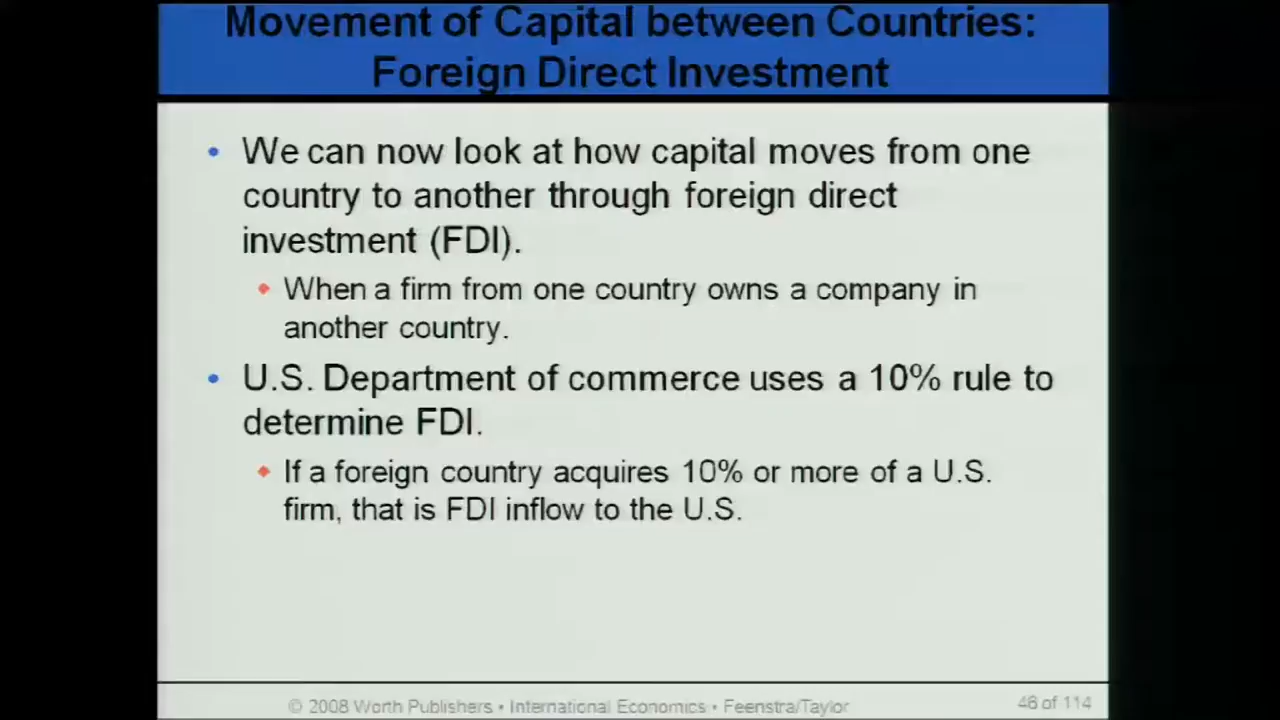 Movement of Capital between Countries:
Foreign Direct Investment
• We can now look at how capital moves from one
country to another through foreign direct
investment (FDI).
• When a firm from one country owns a company in
another country.
• U.S. Department of commerce uses a 10% rule to
determine FDI.
• If a foreign country acquires 10% or more of a U.S.
firm, that is FDI inflow to the U.S.
© 2008 Worth Publishers • International Economics • Feenstra/Taylor
48 of 114